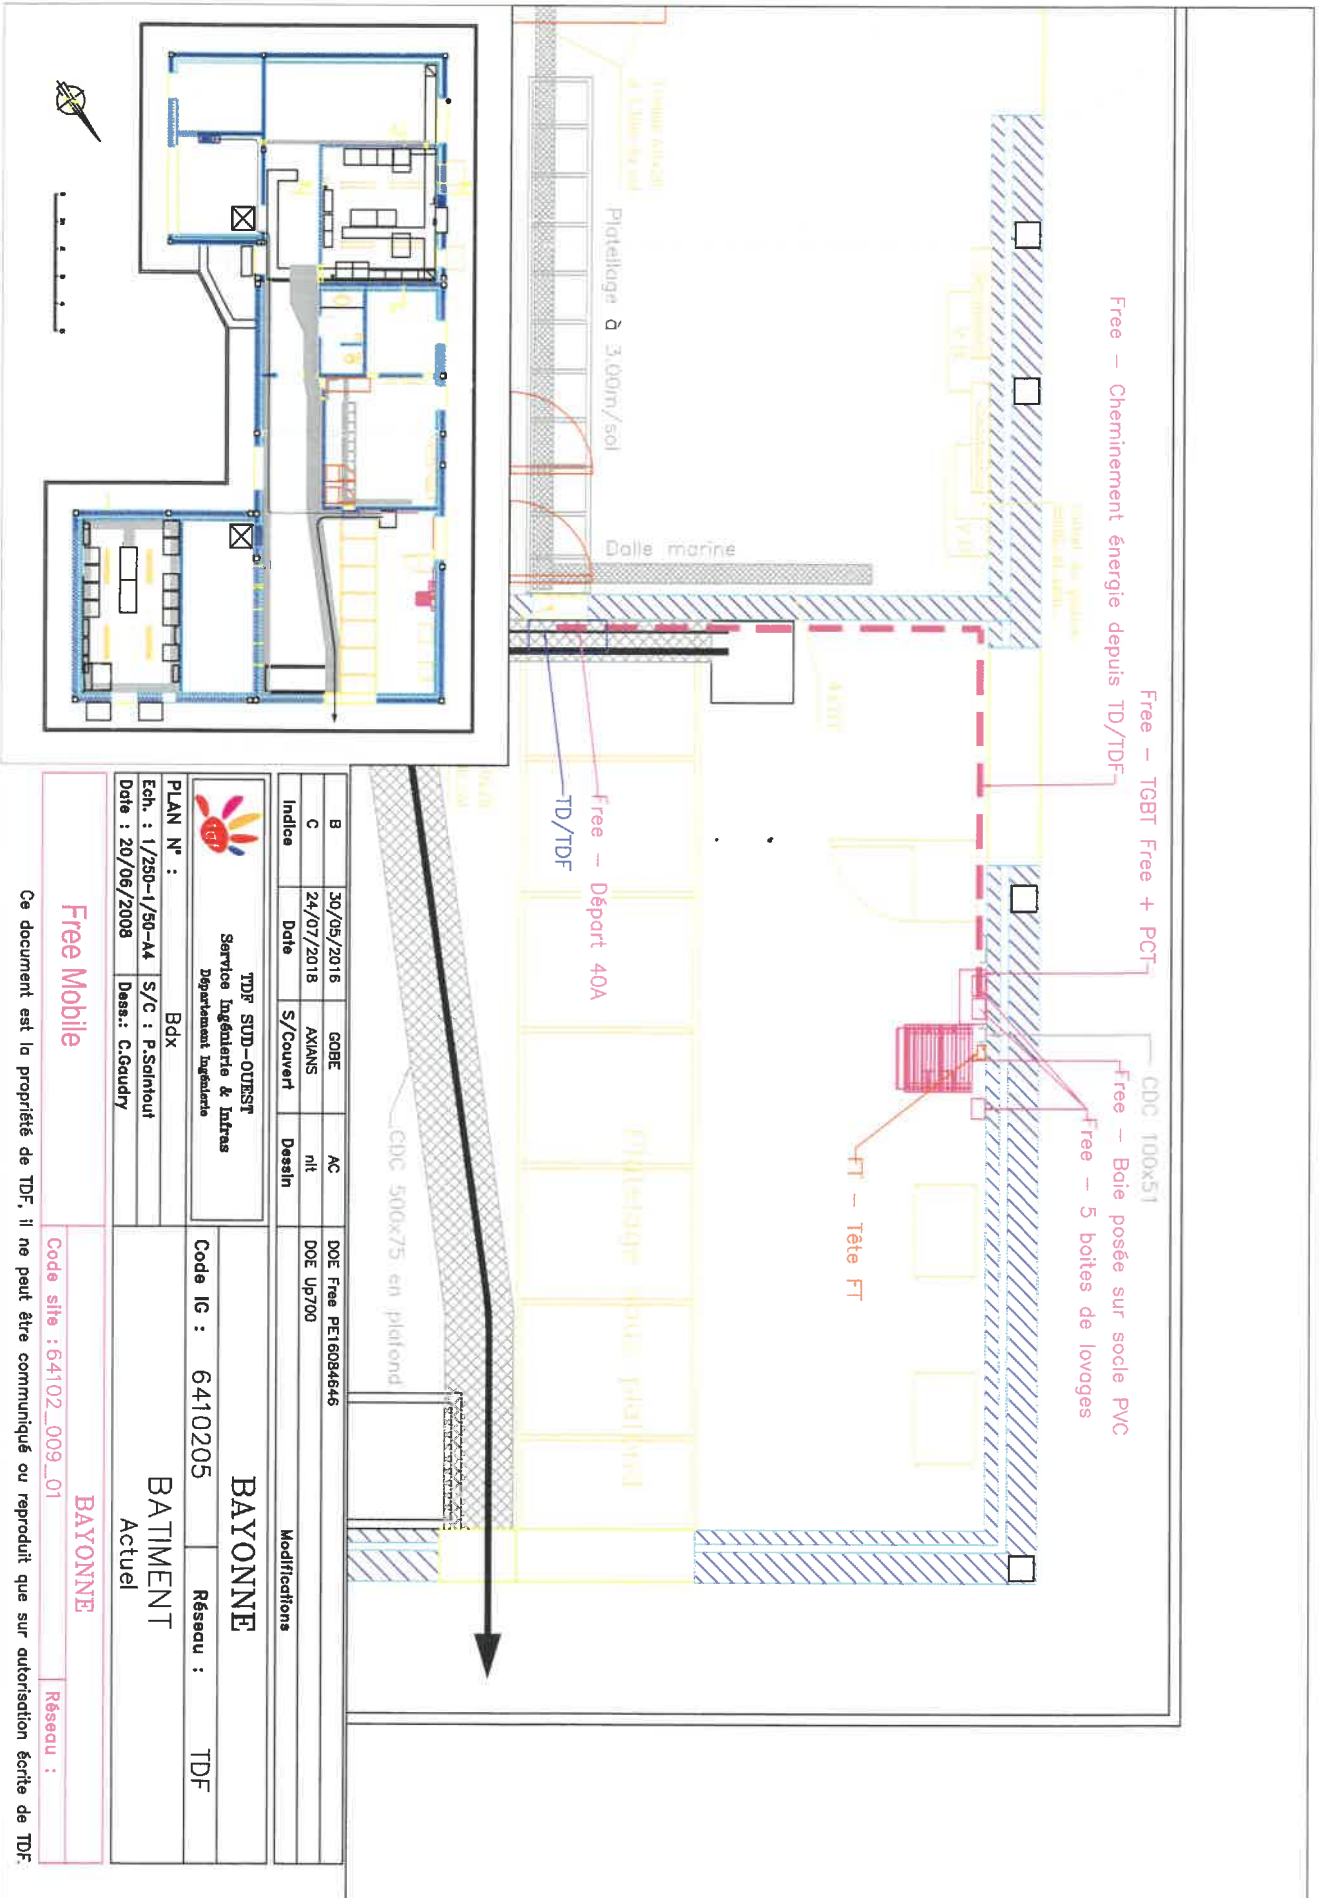 Free - TGBT Free + PCT
Free - Cheminement énergie depuis TD/TDF
CDC 100x51
Free - Baie posée sur socle PVC
Free - 5 boites de lovages
FT - Tête FT
Platelage à 3.00m/sol
Dalle marine
Free - Départ 40A
TD/TDF
CDC 500x75 en plafond
B 30/05/2016 GOBE AC DOE Free PE16084646
C 24/07/2018 AXIANS nlt DOE Up700
Indice Date S/Couvert Dessin Modifications
TDF SUD-OUEST
Service Ingénierie & Infras
Département Ingénierie
BAYONNE
Code IG : 6410205 Réseau : TDF
PLAN N° : Bdx
Ech. : 1/250-1/50-A4 S/C : P.Saintout
Date : 20/06/2008 Dess.: C.Gaudry
BATIMENT
Actuel
Free Mobile
BAYONNE
Code site : 64102_009_01 Réseau :
Ce document est la propriété de TDF, il ne peut être communiqué ou reproduit que sur autorisation écrite de TDF.